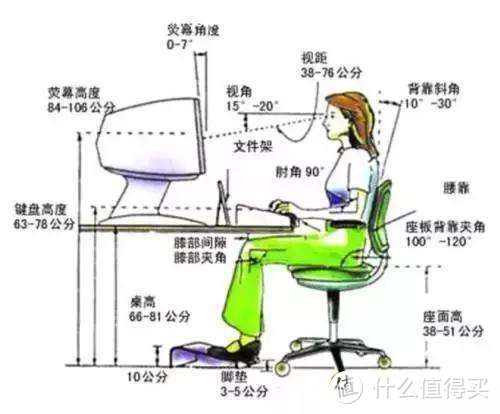 荧幕角度
0-7°
视距
38-76公分
荧幕高度
84-106公分
视角
15°-20°
背靠斜角
10°-30°
文件架
肘角90°
键盘高度
63-78公分
腰靠
座板背靠夹角
100°-120°
膝部间隙
膝部夹角
桌高
66-81公分
座面高
38-51公分
10公分
脚垫
3-5公分
值 什么值得买